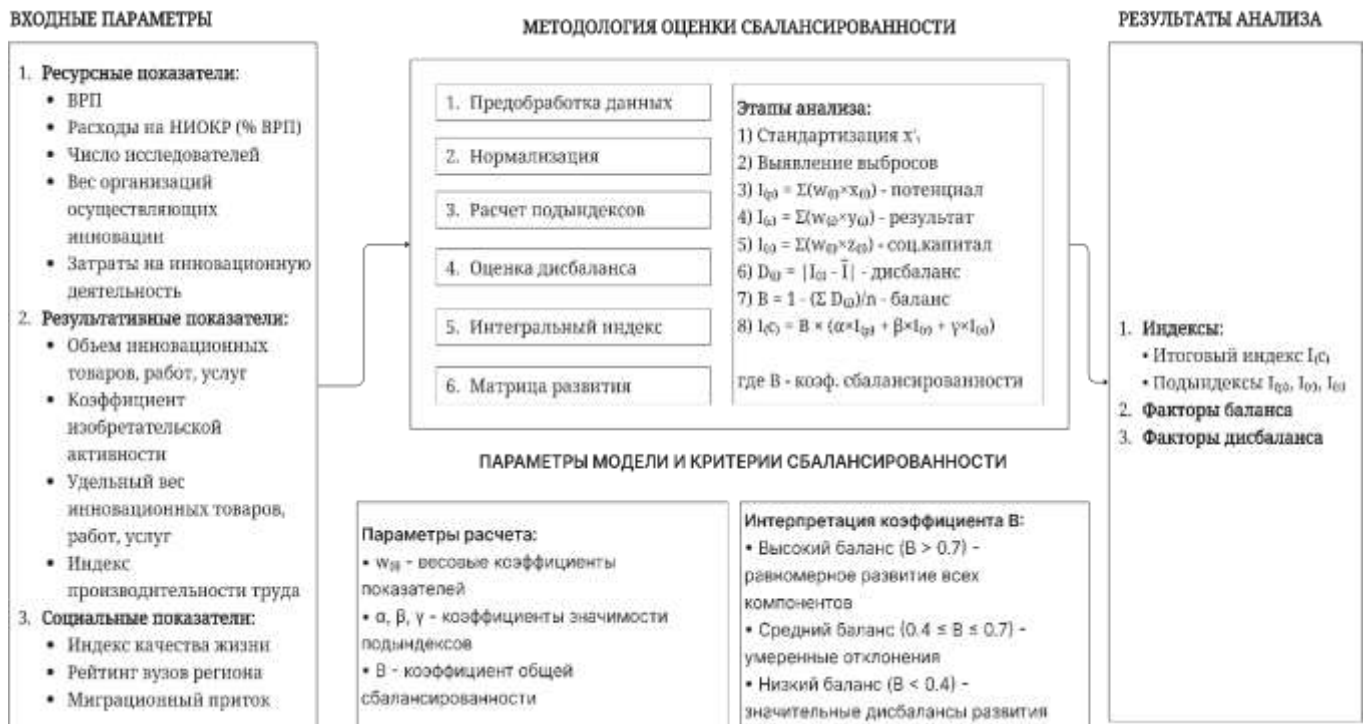 ВХОДНЫЕ ПАРАМЕТРЫ
1. Ресурсные показатели:
• ВРП
• Расходы на НИОКР (% ВРП)
• Число исследователей
• Вес организаций
осуществляющих
инновации
• Затраты на инновационную
деятельность
2. Результативные показатели:
• Объем инновационных
товаров, работ, услуг
• Коэффициент
изобретательской
активности
• Удельный вес
инновационных товаров,
работ, услуг
• Индекс
производительности труда
3. Социальные показатели:
• Индекс качества жизни
• Рейтинг вузов региона
• Миграционный приток
МЕТОДОЛОГИЯ ОЦЕНКИ СБАЛАНСИРОВАННОСТИ
1. Предобработка данных
2. Нормализация
3. Расчет подындексов
4. Оценка дисбаланса
5. Интегральный индекс
6. Матрица развития
Этапы анализа:
1) Стандартизация
2) Выявление выбросов
3) - потенциал
4) - результат
5) - соц.капитал
6) - дисбаланс
7) - баланс
8)
где B - коэф. сбалансированности
ПАРАМЕТРЫ МОДЕЛИ И КРИТЕРИИ СБАЛАНСИРОВАННОСТИ
Параметры расчета:
• - весовые коэффициенты
показателей
• α, β, γ - коэффициенты значимости
подындексов
• B - коэффициент общей
сбалансированности
Интерпретация коэффициента B:
• Высокий баланс (B > 0.7) -
равномерное развитие всех
компонентов
• Средний баланс (0.4 ≤ B ≤ 0.7) -
умеренные отклонения
• Низкий баланс (B < 0.4) -
значительные дисбалансы развития
РЕЗУЛЬТАТЫ АНАЛИЗА
1. Индексы:
• Итоговый индекс
• Подындексы
2. Факторы баланса
3. Факторы дисбаланса